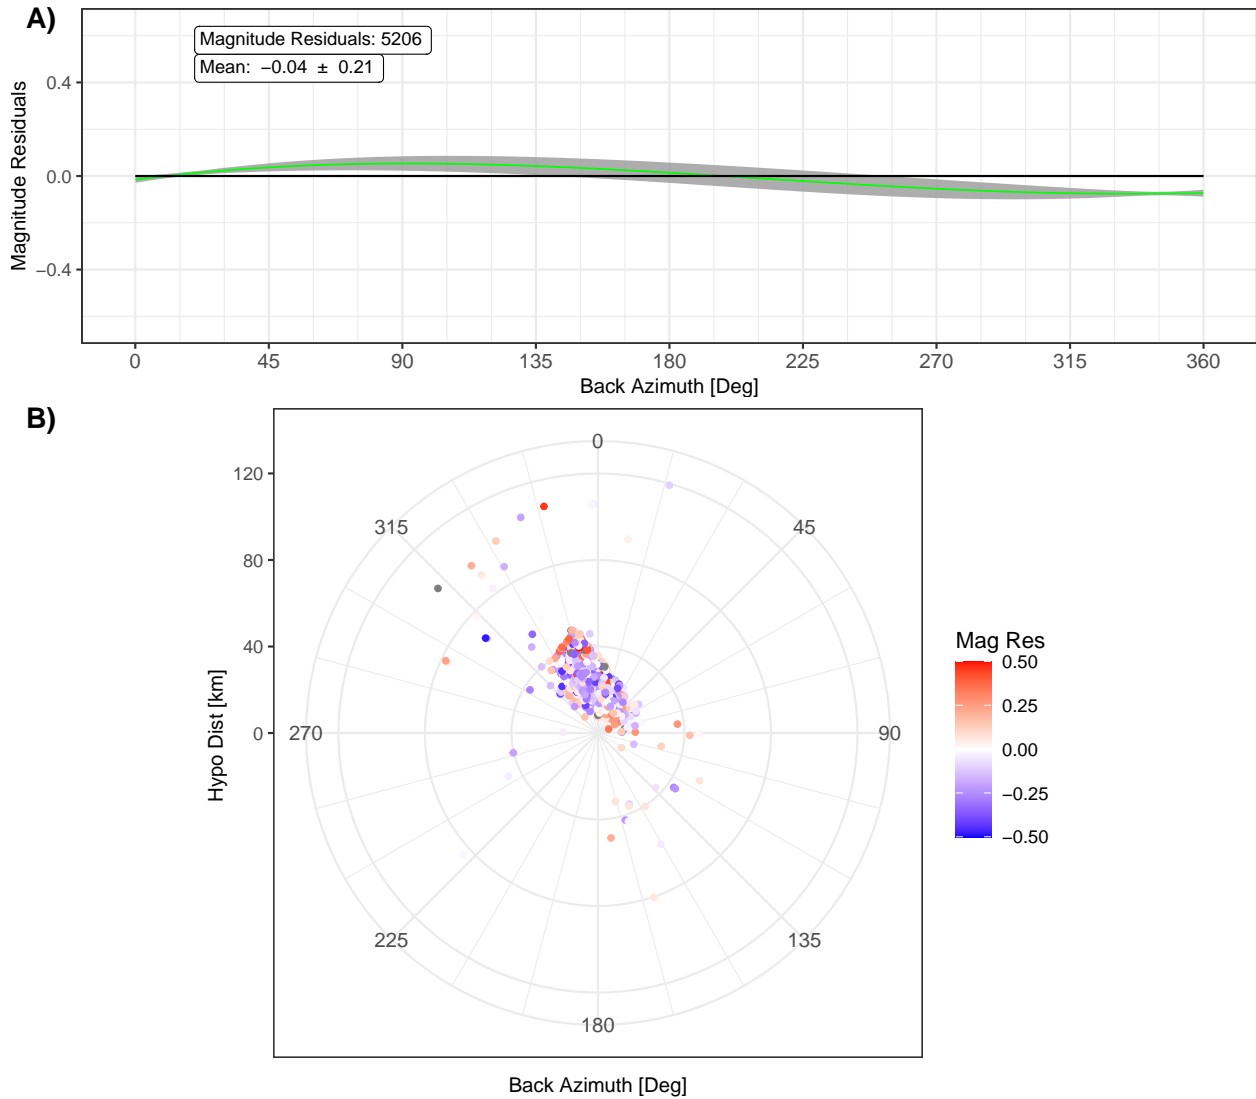 A)
Magnitude Residuals: 5206
Mean:  −0.04  ±  0.21
Magnitude Residuals
0.4
0.0
−0.4
0 45 90 135 180 225 270 315 360
Back Azimuth [Deg]
B)
Hypo Dist [km]
120
80
40
0
0
45
90
135
180
225
270
315
Back Azimuth [Deg]
Mag Res
0.50
0.25
0.00
−0.25
−0.50